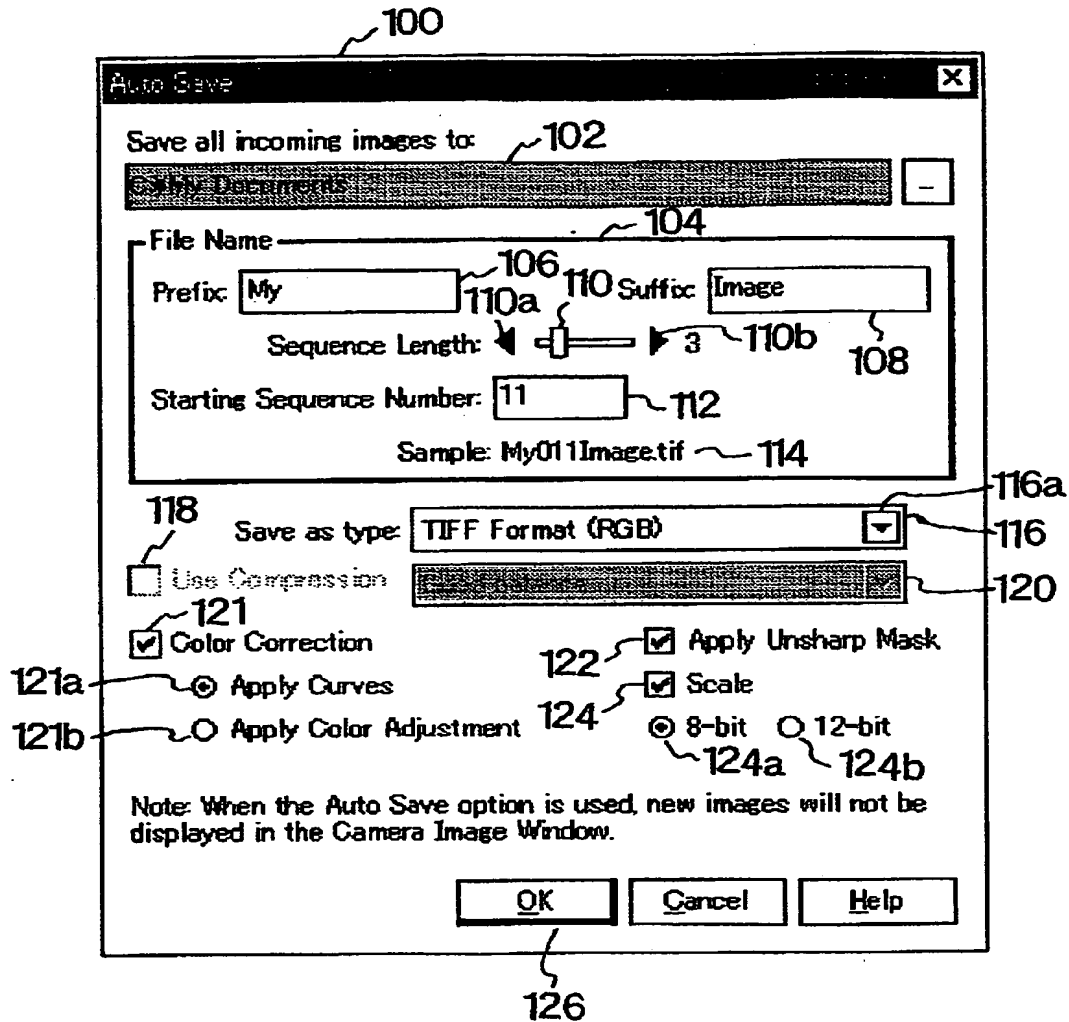 100
Auto Save
Save all incoming images to:
102
My Documents
104
File Name
Prefix: My
106
110
Suffix: Image
110a
Sequence Length:
3
110b
108
Starting Sequence Number: 11
112
Sample: My011Image.tif
114
116a
118
Save as type: TIFF Format (RGB)
116
Use Compression
120
121
Color Correction
Apply Unsharp Mask
122
121a
Apply Curves
Scale
124
121b
Apply Color Adjustment
8-bit
12-bit
124a
124b
Note: When the Auto Save option is used, new images will not be
displayed in the Camera Image Window.
OK
Cancel
Help
126